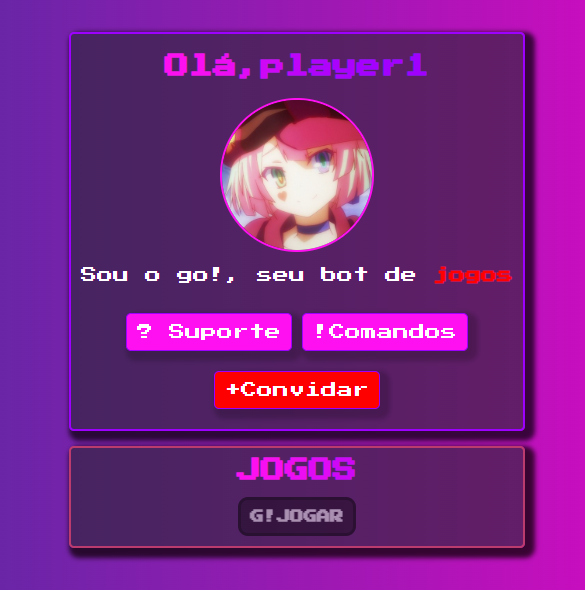 Olá,player1
Sou o go!, seu bot de jogos
? Suporte
!Comandos
+Convidar
JOGOS
G!JOGAR